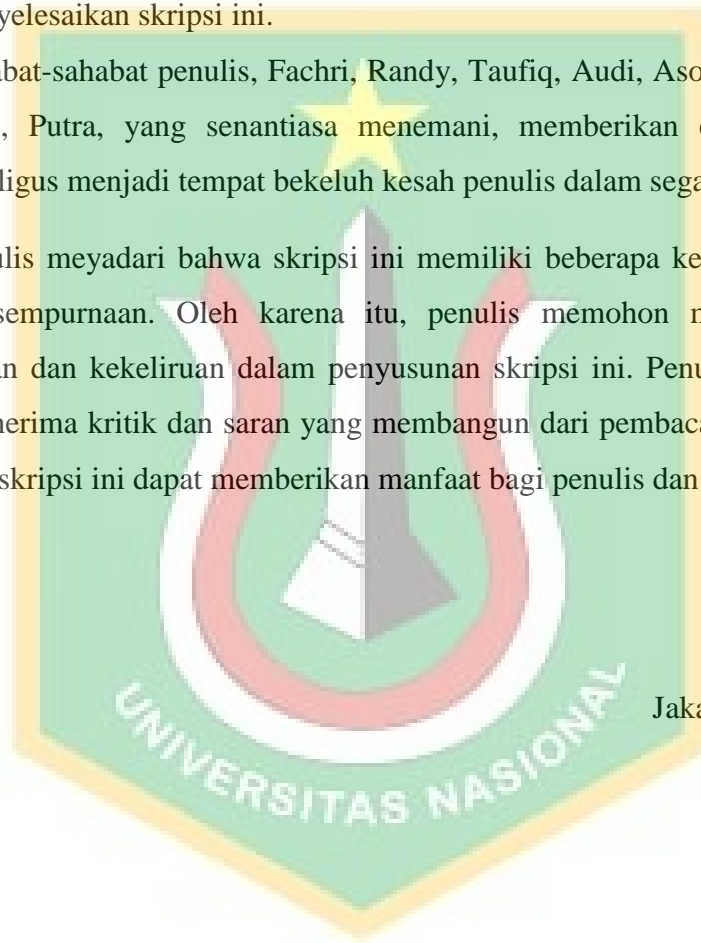 yelesaikan skripsi ini.
abat-sahabat penulis, Fachri, Randy, Taufiq, Audi, Aso
, Putra, yang senantiasa menemani, memberikan
ligus menjadi tempat bekeluh kesah penulis dalam sega
ulis meyadari bahwa skripsi ini memiliki beberapa ke
sempurnaan. Oleh karena itu, penulis memohon
an dan kekeliruan dalam penyusunan skripsi ini. Penu
nerima kritik dan saran yang membangun dari pembaca
skripsi ini dapat memberikan manfaat bagi penulis dan
Jaka
UNIVERSITAS NASIONAL